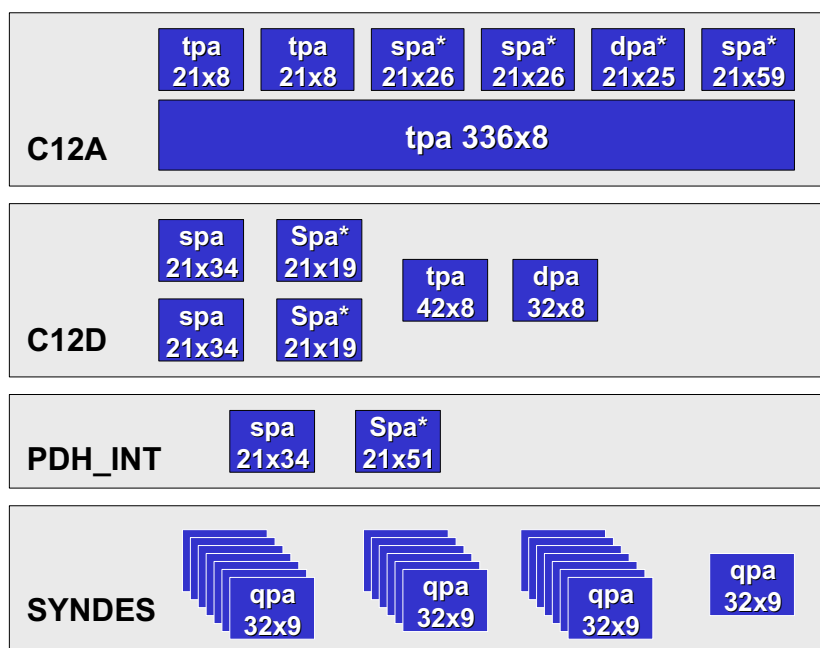 tpa
21x8
tpa
21x8
spa*
21x26
spa*
21x26
dpa*
21x25
spa*
21x59
tpa 336x8
C12A
spa
21x34
Spa*
21x19
tpa
42x8
dpa
32x8
spa
21x34
Spa*
21x19
C12D
spa
21x34
Spa*
21x51
PDH_INT
qpa
32x9
qpa
32x9
qpa
32x9
qpa
32x9
SYNDES